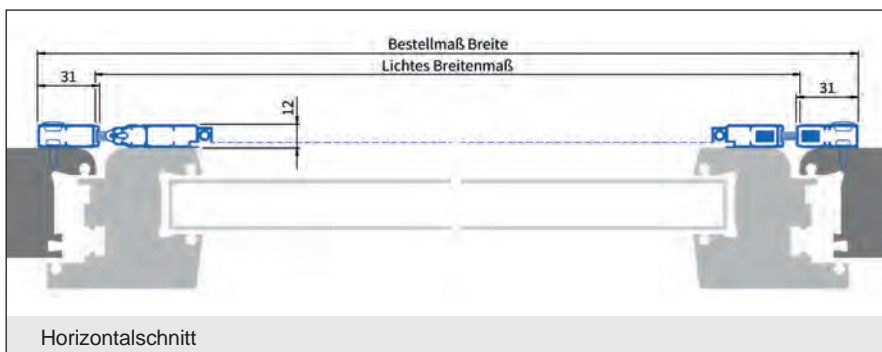 Bestellmaß Breite
Lichtes Breitenmaß
31
31
12
Horizontalschnitt